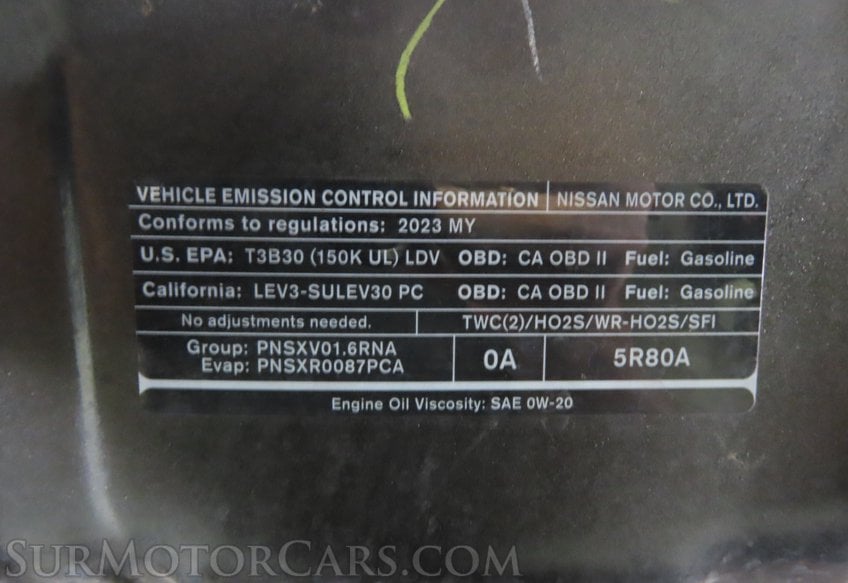 VEHICLE EMISSION CONTROL INFORMATION NISSAN MOTOR CO., LTD.
Conforms to regulations: 2023 MY
U.S. EPA: T3B30 (150K UL) LDV OBD: CA OBD II Fuel: Gasoline
California: LEV3-SULEV30 PC OBD: CA OBD II Fuel: Gasoline
No adjustments needed. TWC(2)/HO2S/WR-HO2S/SFI
Group: PNSXV01.6RNA
Evap: PNSXR0087PCA
0A
5R80A
Engine Oil Viscosity: SAE 0W-20
SURMOTORCARS.COM